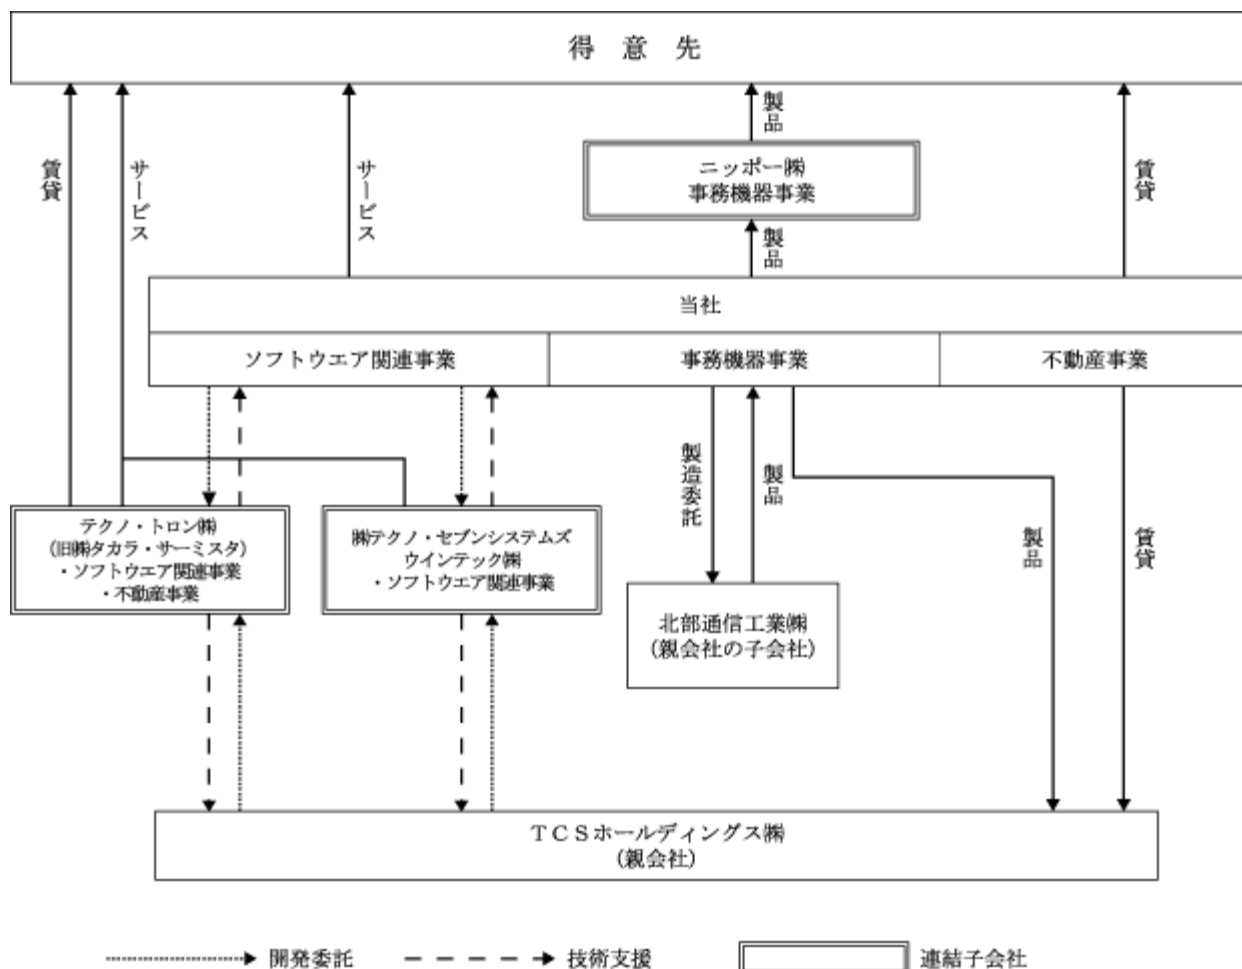 得意先
製品
賃貸
サービス
サービス
ニッポー㈱
事務機器事業
賃貸
製品
当社
ソフトウエア関連事業
事務機器事業
不動産事業
製造委託
製品
製品
賃貸
テクノ・トロン㈱
(旧㈱タカラ・サーミスタ)
・ソフトウエア関連事業
・不動産事業
㈱テクノ・セブンシステムズ
ウインテック㈱
・ソフトウエア関連事業
北部通信工業㈱
(親会社の子会社)
TCSホールディングス㈱
(親会社)
開発委託
技術支援
連結子会社